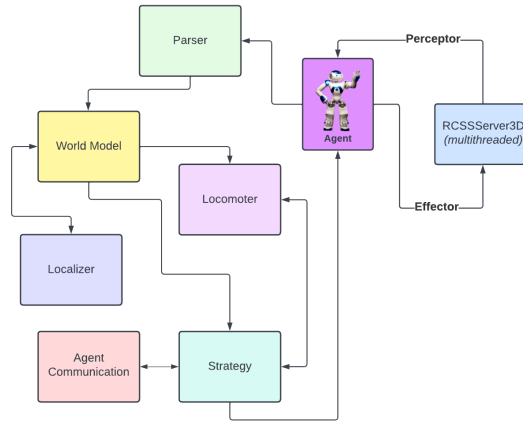 Parser
Perceptor
Agent
RCSSServer3D
(multithreaded)
World Model
Locomoter
Effector
Localizer
Agent
Communication
Strategy